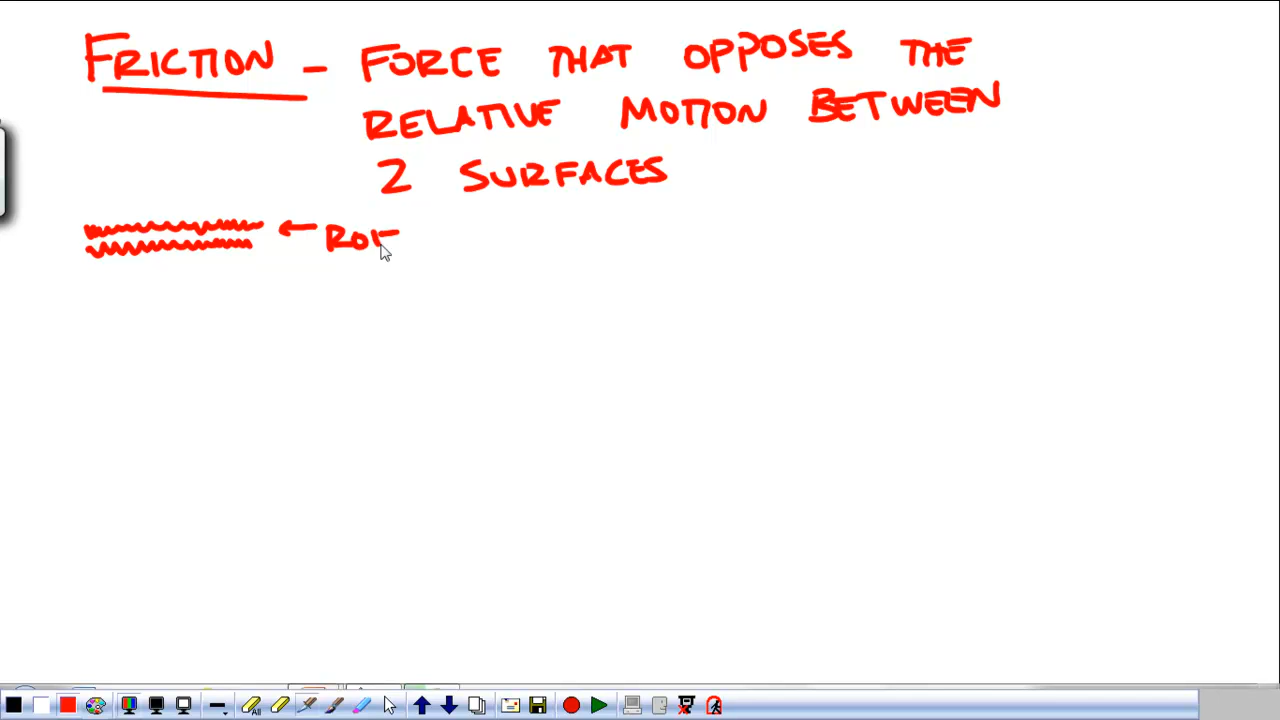 FRICTION - FORCE THAT OPPOSES THE
RELATIVE MOTION BETWEEN
2 SURFACES
←